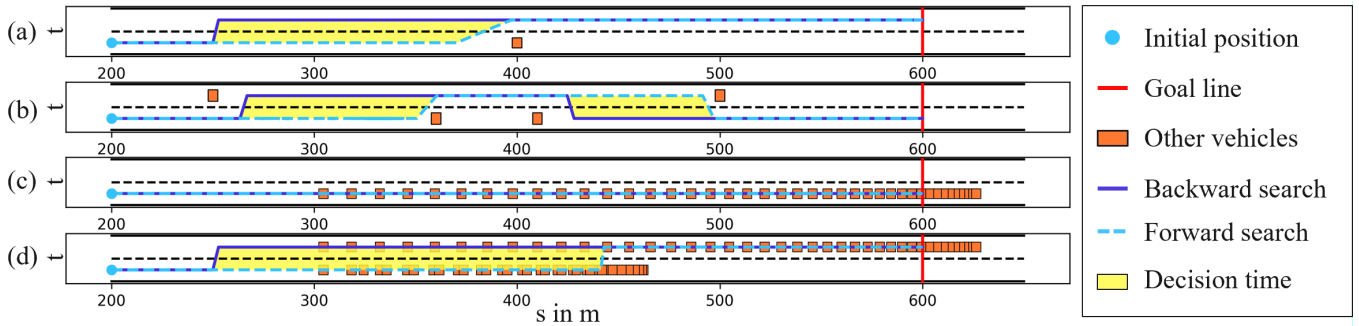 (a) t
200 300 400 500 600
(b) t
200 300 400 500 600
(c) t
200 300 400 500 600
(d) t
200 300 400 500 600
s in m
Initial position
Goal line
Other vehicles
Backward search
Forward search
Decision time